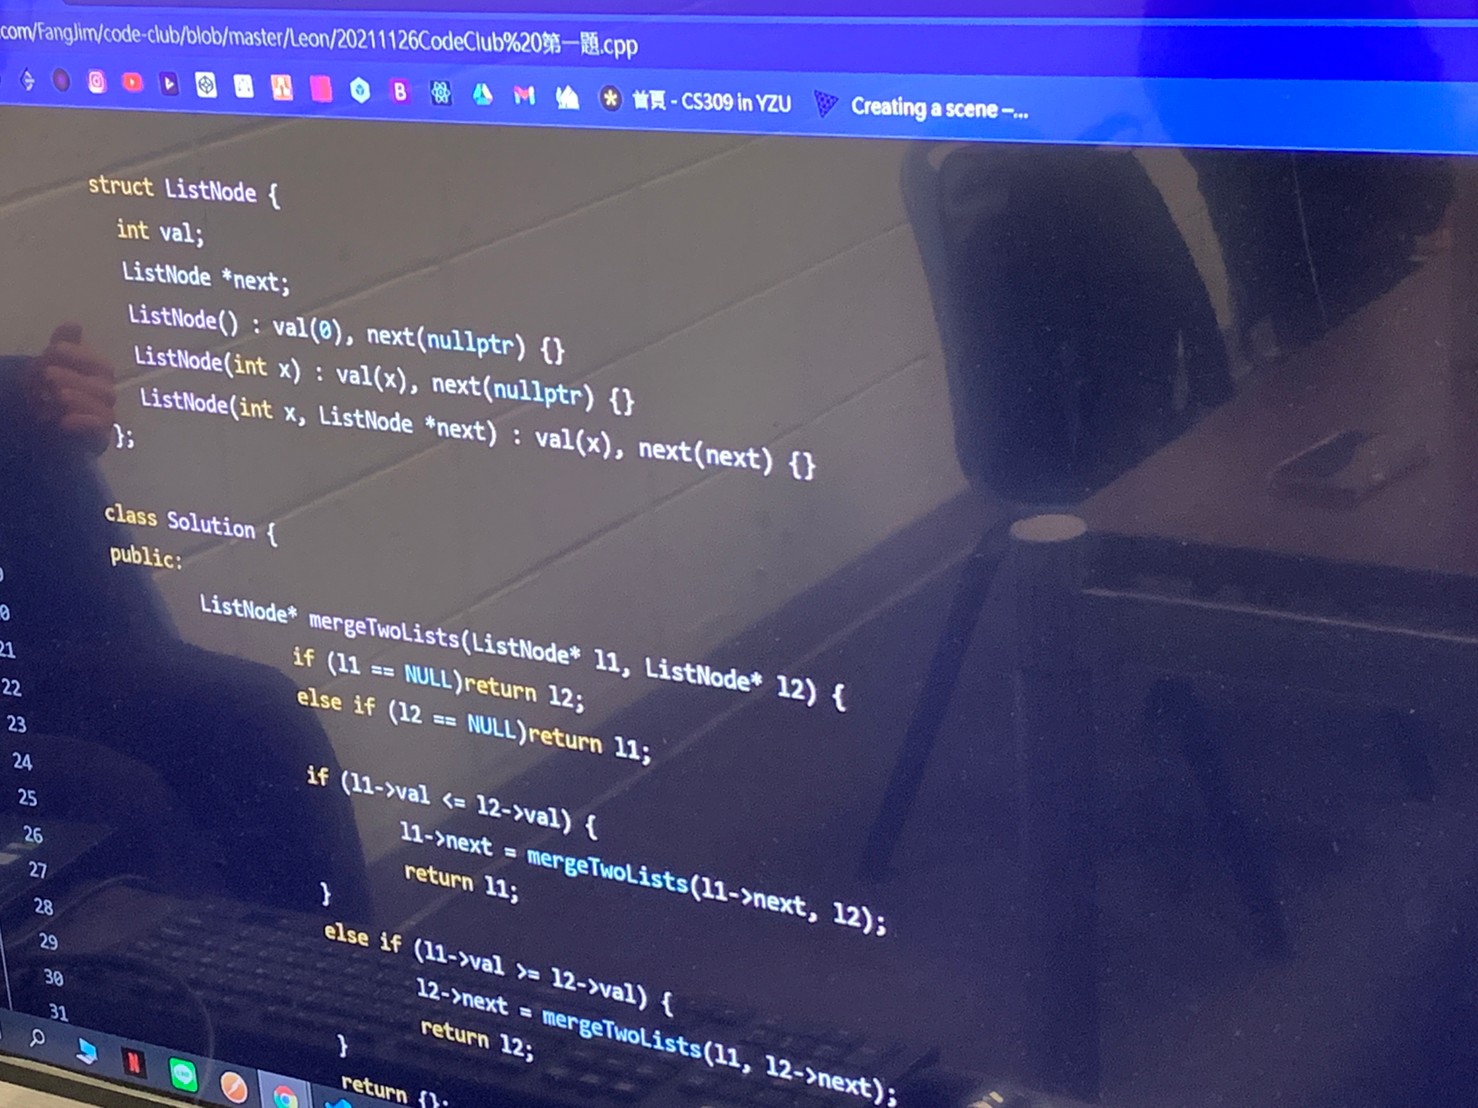 .com/FangJim/code-club/blob/master/Leon/20211126CodeClub%20第一題.cpp
B
首頁 - CS309 in YZU
Creating a scene –...
struct ListNode {
int val;
ListNode *next;
ListNode() : val(0), next(nullptr) {}
ListNode(int x) : val(x), next(nullptr) {}
ListNode(int x, ListNode *next) : val(x), next(next) {}
};
class Solution {
public:
ListNode* mergeTwoLists(ListNode* l1, ListNode* l2) {
if (l1 == NULL)return l2;
21
else if (l2 == NULL)return l1;
22
23
if (l1->val <= l2->val) {
24
l1->next = mergeTwoLists(l1->next, l2);
25
return l1;
26
}
27
else if (l1->val >= l2->val) {
28
l2->next = mergeTwoLists(l1, l2->next);
29
return l2;
30
}
31
return {};
N